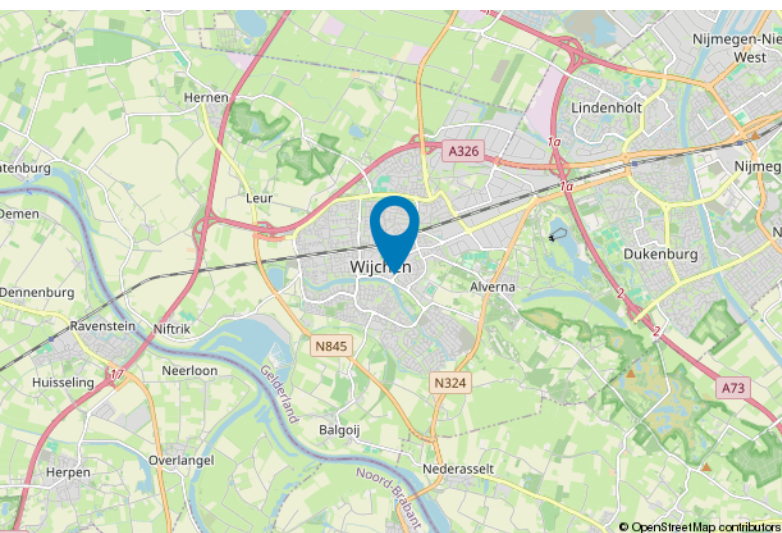 Nijmegen-Nie
West
Hernen
Lindenholt
1a
A326
atenburg
1a
Nijmeg
Leur
Demen
N
Dukenburg
Wijchen
Alverna
Dennenburg
2
Ravenstein
Niftrik
2
N845
Neerloon
17
Huisseling
Gelderland
N324
A73
Balgoij
Overlangel
Nederasselt
Herpen
Noord-Brabant
© OpenStreetMap contributors